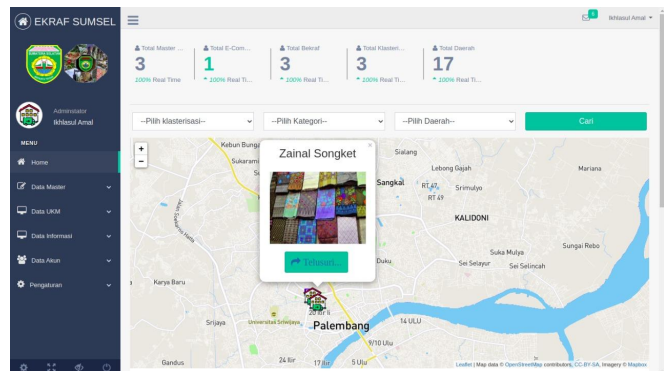 EKRAF SUMSEL
Ikhlasul Amal
Adminstator
Ikhlasul Amal
MENU
Home
Data Master
Data UKM
Data Informasi
Data Akun
Pengaturan
Total Master ...
3
100% Real Time
Total E-Com...
1
100% Real Ti...
Total Bekraf
3
100% Real Ti...
Total Klasteri...
3
100% Real Ti...
Total Daerah
17
100% Real Ti...
--Pilih klasterisasi--
--Pilih Kategori--
--Pilih Daerah--
Cari
+
−
Kebun Bunga
Sukarami
Zainal Songket
×
Telusuri...
Sialang
Lebong Gajah
Mariana
Sangkal
RT 47
Srimulyo
RT 49
KALIDONI
Jalan Soekarno Hatta
Suka Mulya
Sungai Rebo
Duku
Sei Selayur
Sei Selincah
Karya Baru
20 Ilir II
Srijaya
Universitas Sriwijaya
Palembang
14 ULU
9/10 Ulu
Gandus
24 Ilir
17 Ilir
5 Ulu
Leaflet | Map data © OpenStreetMap contributors, CC-BY-SA, Imagery © Mapbox